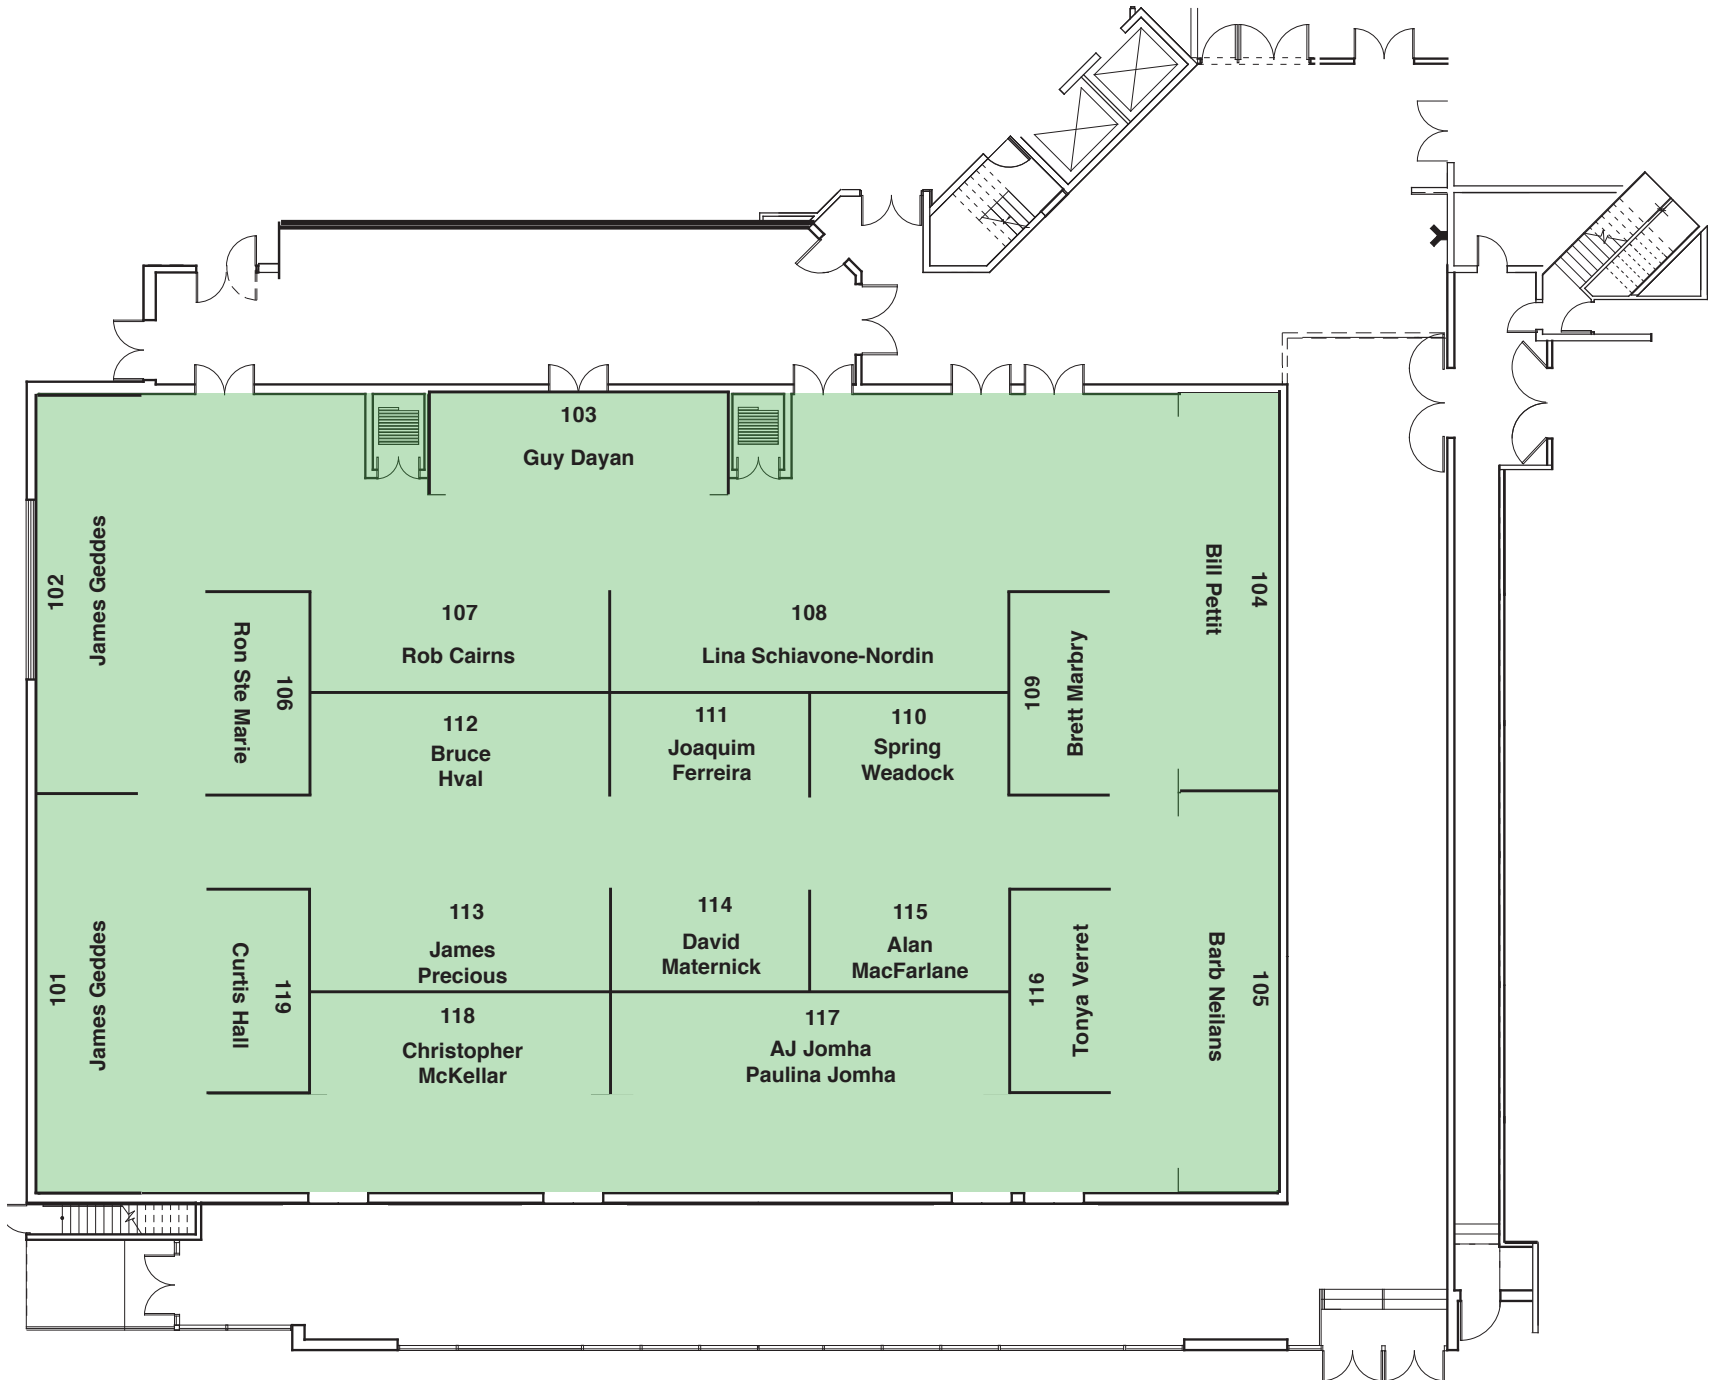 103
Guy Dayan
102
James Geddes
104
Bill Pettit
106
Ron Ste Marie
107
Rob Cairns
108
Lina Schiavone-Nordin
109
Brett Marbry
112
Bruce
Hval
111
Joaquim
Ferreira
110
Spring
Weadock
101
James Geddes
119
Curtis Hall
113
James
Precious
114
David
Maternick
115
Alan
MacFarlane
116
Tonya Verret
105
Barb Neilans
118
Christopher
McKellar
117
AJ Jomha
Paulina Jomha